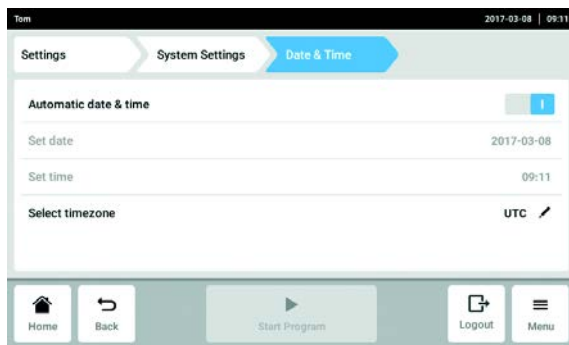 Tom 2017-03-08 | 09:11
Settings System Settings Date & Time
Automatic date & time I
Set date 2017-03-08
Set time 09:11
Select timezone UTC
Home Back Start Program Logout Menu